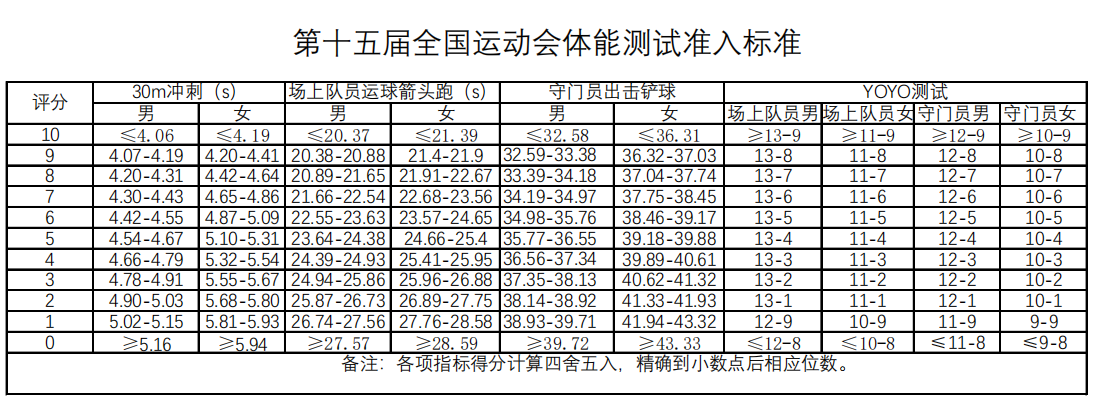 第十五届全国运动会体能测试准入标准
评分 30m冲刺（s） 场上队员运球箭头跑（s） 守门员出击铲球 YOYO测试
男 女 男 女 男 女 场上队员男 场上队员女 守门员男 守门员女
10 ≤4.06 ≤4.19 ≤20.37 ≤21.39 ≤32.58 ≤36.31 ≥13-9 ≥11-9 ≥12-9 ≥10-9
9 4.07-4.19 4.20-4.41 20.38-20.88 21.4-21.9 32.59-33.38 36.32-37.03 13-8 11-8 12-8 10-8
8 4.20-4.31 4.42-4.64 20.89-21.65 21.91-22.67 33.39-34.18 37.04-37.74 13-7 11-7 12-7 10-7
7 4.30-4.43 4.65-4.86 21.66-22.54 22.68-23.56 34.19-34.97 37.75-38.45 13-6 11-6 12-6 10-6
6 4.42-4.55 4.87-5.09 22.55-23.63 23.57-24.65 34.98-35.76 38.46-39.17 13-5 11-5 12-5 10-5
5 4.54-4.67 5.10-5.31 23.64-24.38 24.66-25.4 35.77-36.55 39.18-39.88 13-4 11-4 12-4 10-4
4 4.66-4.79 5.32-5.54 24.39-24.93 25.41-25.95 36.56-37.34 39.89-40.61 13-3 11-3 12-3 10-3
3 4.78-4.91 5.55-5.67 24.94-25.86 25.96-26.88 37.35-38.13 40.62-41.32 13-2 11-2 12-2 10-2
2 4.90-5.03 5.68-5.80 25.87-26.73 26.89-27.75 38.14-38.92 41.33-41.93 13-1 11-1 12-1 10-1
1 5.02-5.15 5.81-5.93 26.74-27.56 27.76-28.58 38.93-39.71 41.94-43.32 12-9 10-9 11-9 9-9
0 ≥5.16 ≥5.94 ≥27.57 ≥28.59 ≥39.72 ≥43.33 ≤12-8 ≤10-8 ≤11-8 ≤9-8
备注：各项指标得分计算四舍五入，精确到小数点后相应位数。